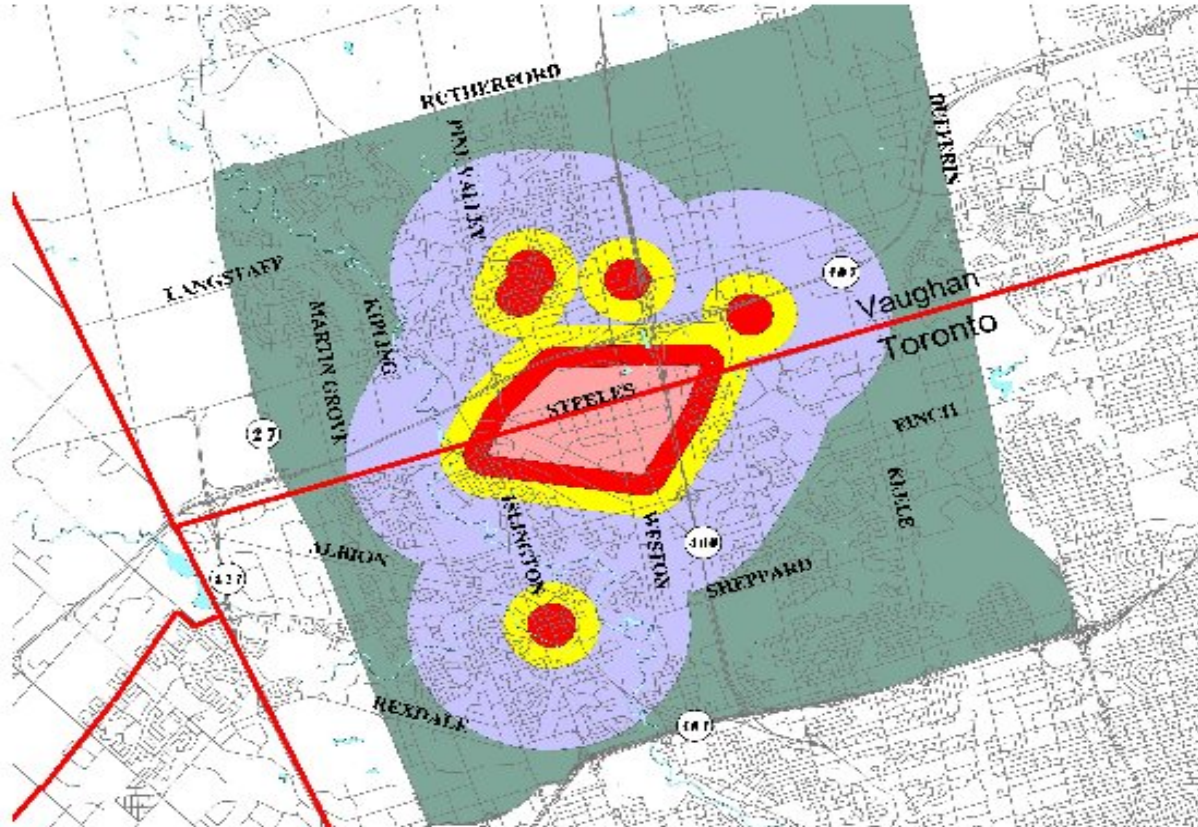 RUTHERFORD
DUFFERIN
PINE VALLEY
LANGSTAFF
407
Vaughan
Toronto
KIPLING
MARTIN GROVE
STEELES
27
FINCH
KEELE
ISLINGTON
WESTON
400
ALBION
427
SHEPPARD
REXDALE
401